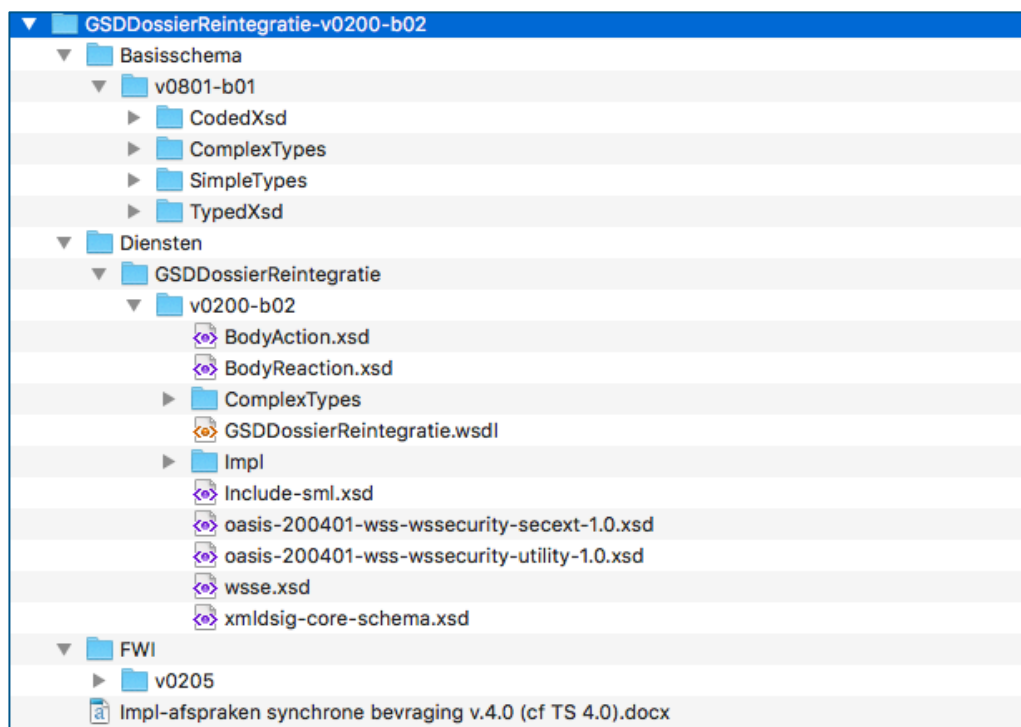 GSDDossierReintegratie-v0200-b02
Basisschema
v0801-b01
CodedXsd
ComplexTypes
SimpleTypes
TypedXsd
Diensten
GSDDossierReintegratie
v0200-b02
BodyAction.xsd
BodyReaction.xsd
ComplexTypes
GSDDossierReintegratie.wsdl
Impl
Include-sml.xsd
oasis-200401-wss-wssecurity-secext-1.0.xsd
oasis-200401-wss-wssecurity-utility-1.0.xsd
wsse.xsd
xmldsig-core-schema.xsd
FWI
v0205
Impl-afspraken synchrone bevraging v.4.0 (cf TS 4.0).docx